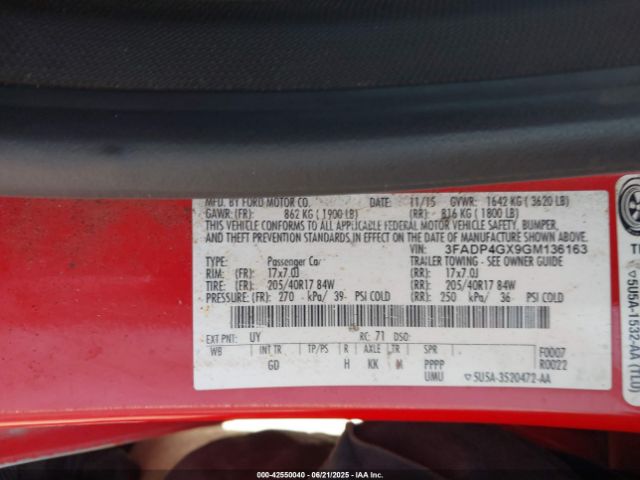 MFD. BY FORD MOTOR CO. DATE: 11/15 GVWR: 1642 KG ( 3620 LB)
GAWR: (FR): 862 KG ( 1900 LB) (RR): 816 KG ( 1800 LB)
THIS VEHICLE CONFORMS TO ALL APPLICABLE FEDERAL MOTOR VEHICLE SAFETY, BUMPER,
AND THEFT PREVENTION STANDARDS IN EFFECT ON THE DATE OF MANUFACTURE SHOWN ABOVE.
VIN: 3FADP4GX9GM136163
TYPE: Passenger Car TRAILER TOWING - SEE OWNER GUIDE
RIM: (FR): 17x7.0J (RR): 17x7.0J
TIRE: (FR): 205/40R17 84W (RR): 205/40R17 84W
PRESSURE: (FR): 270 kPa/ 39 PSI COLD (RR): 250 kPa/ 36 PSI COLD
EXT PNT: UY RC: 71 DSO:
WB INT TR TP/PS R AXLE TR SPR F0007
GD H KK M PPPP R0022
UMU 5U5A-3520472-AA
5U5A-1532-AA (TLO)
000-42550040 - 06/21/2025 - IAA Inc.